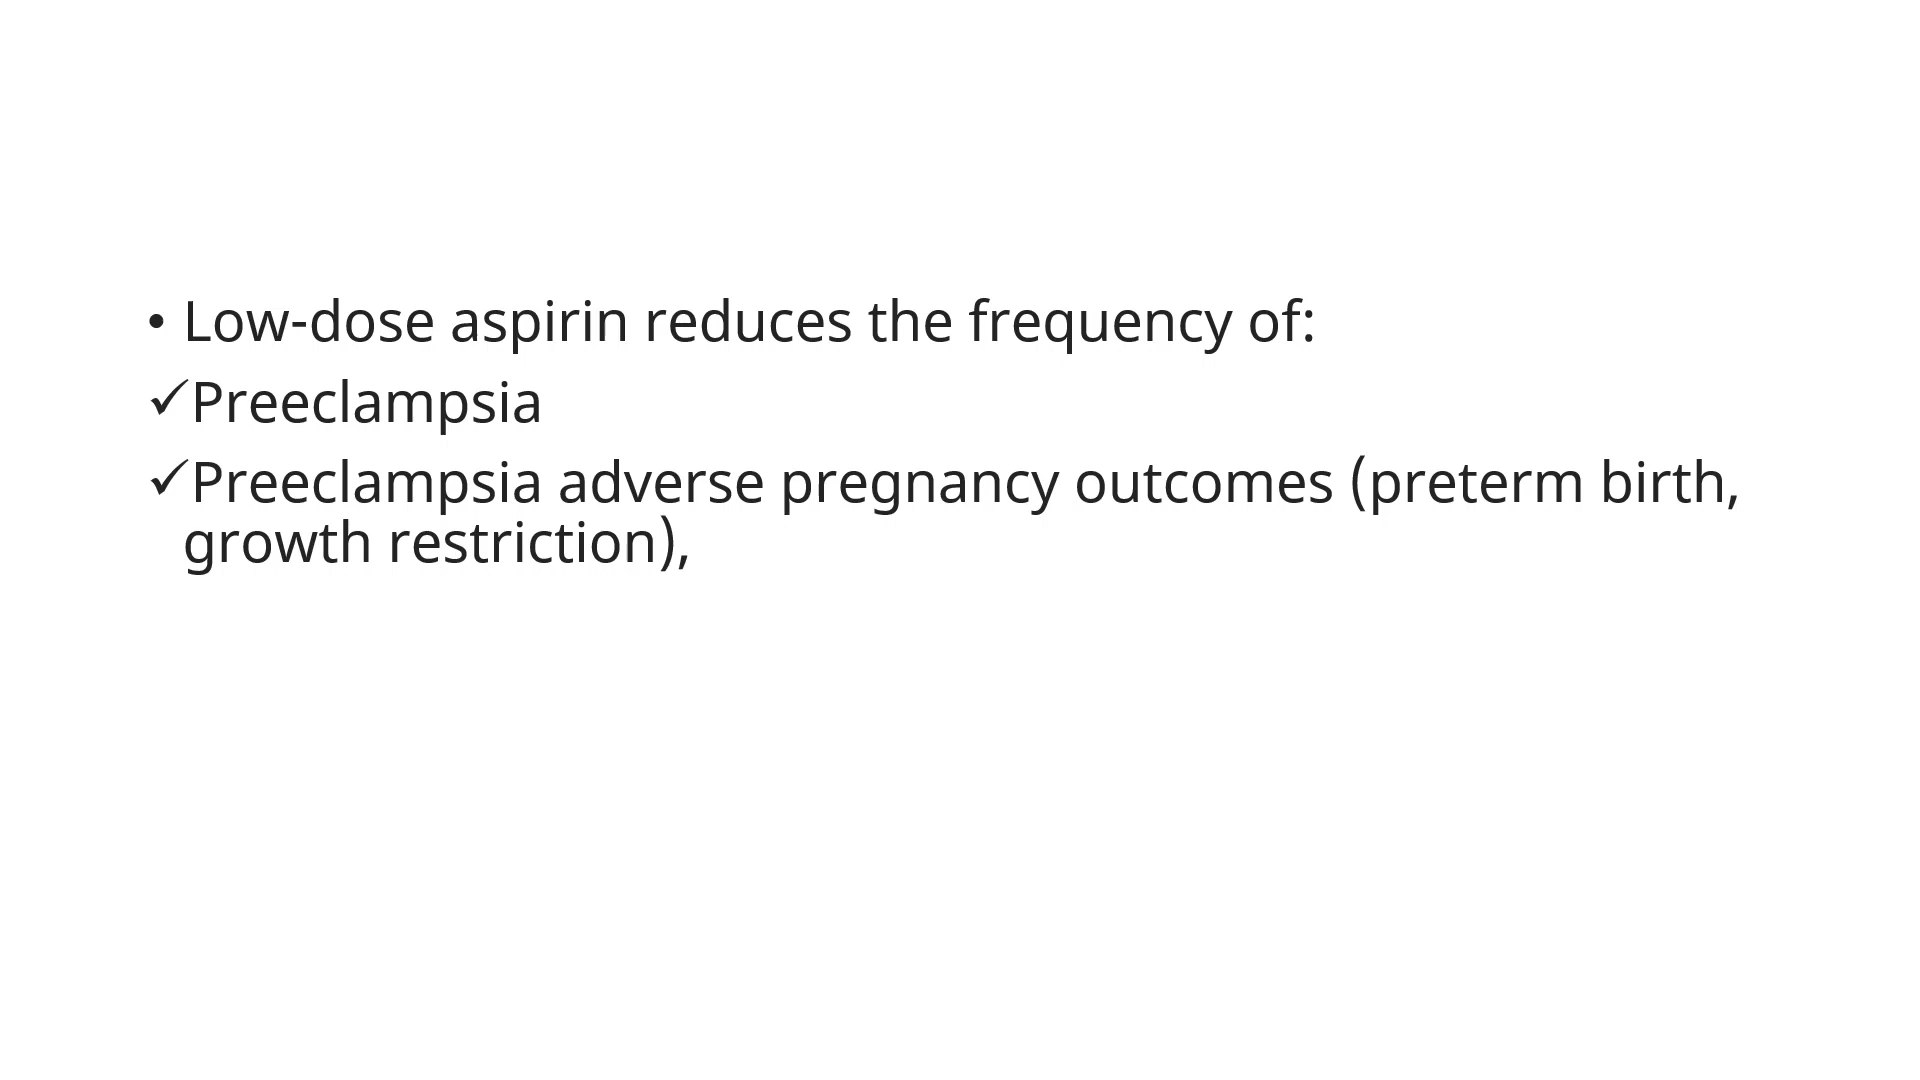 • Low-dose aspirin reduces the frequency of:
✓Preeclampsia
✓Preeclampsia adverse pregnancy outcomes (preterm birth,
growth restriction),